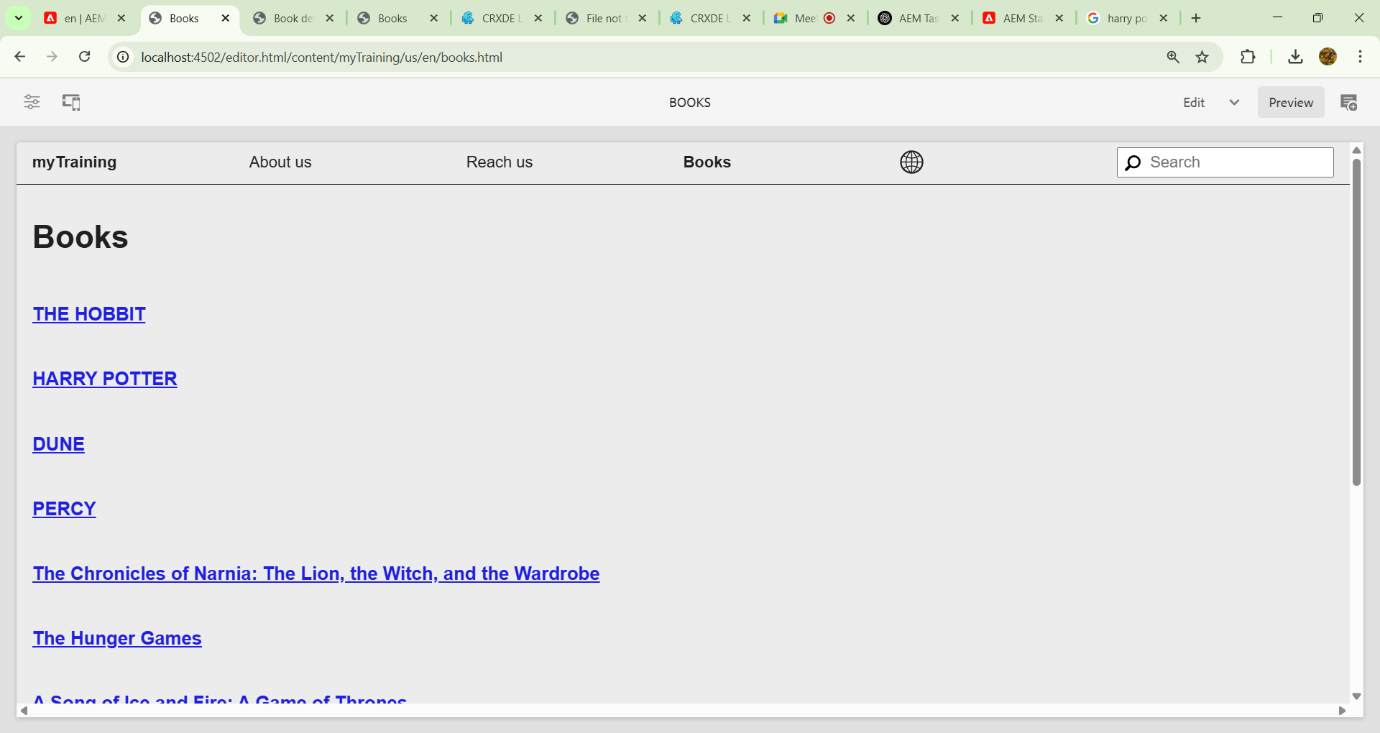 en | AEM
Books
Book de
Books
CRXDE L
File not
CRXDE L
Mee
AEM Tas
AEM Sta
harry po
localhost:4502/editor.html/content/myTraining/us/en/books.html
BOOKS
Edit
Preview
myTraining
About us
Reach us
Books
Search
Books
THE HOBBIT
HARRY POTTER
DUNE
PERCY
The Chronicles of Narnia: The Lion, the Witch, and the Wardrobe
The Hunger Games
A Song of Ice and Fire: A Game of Thrones